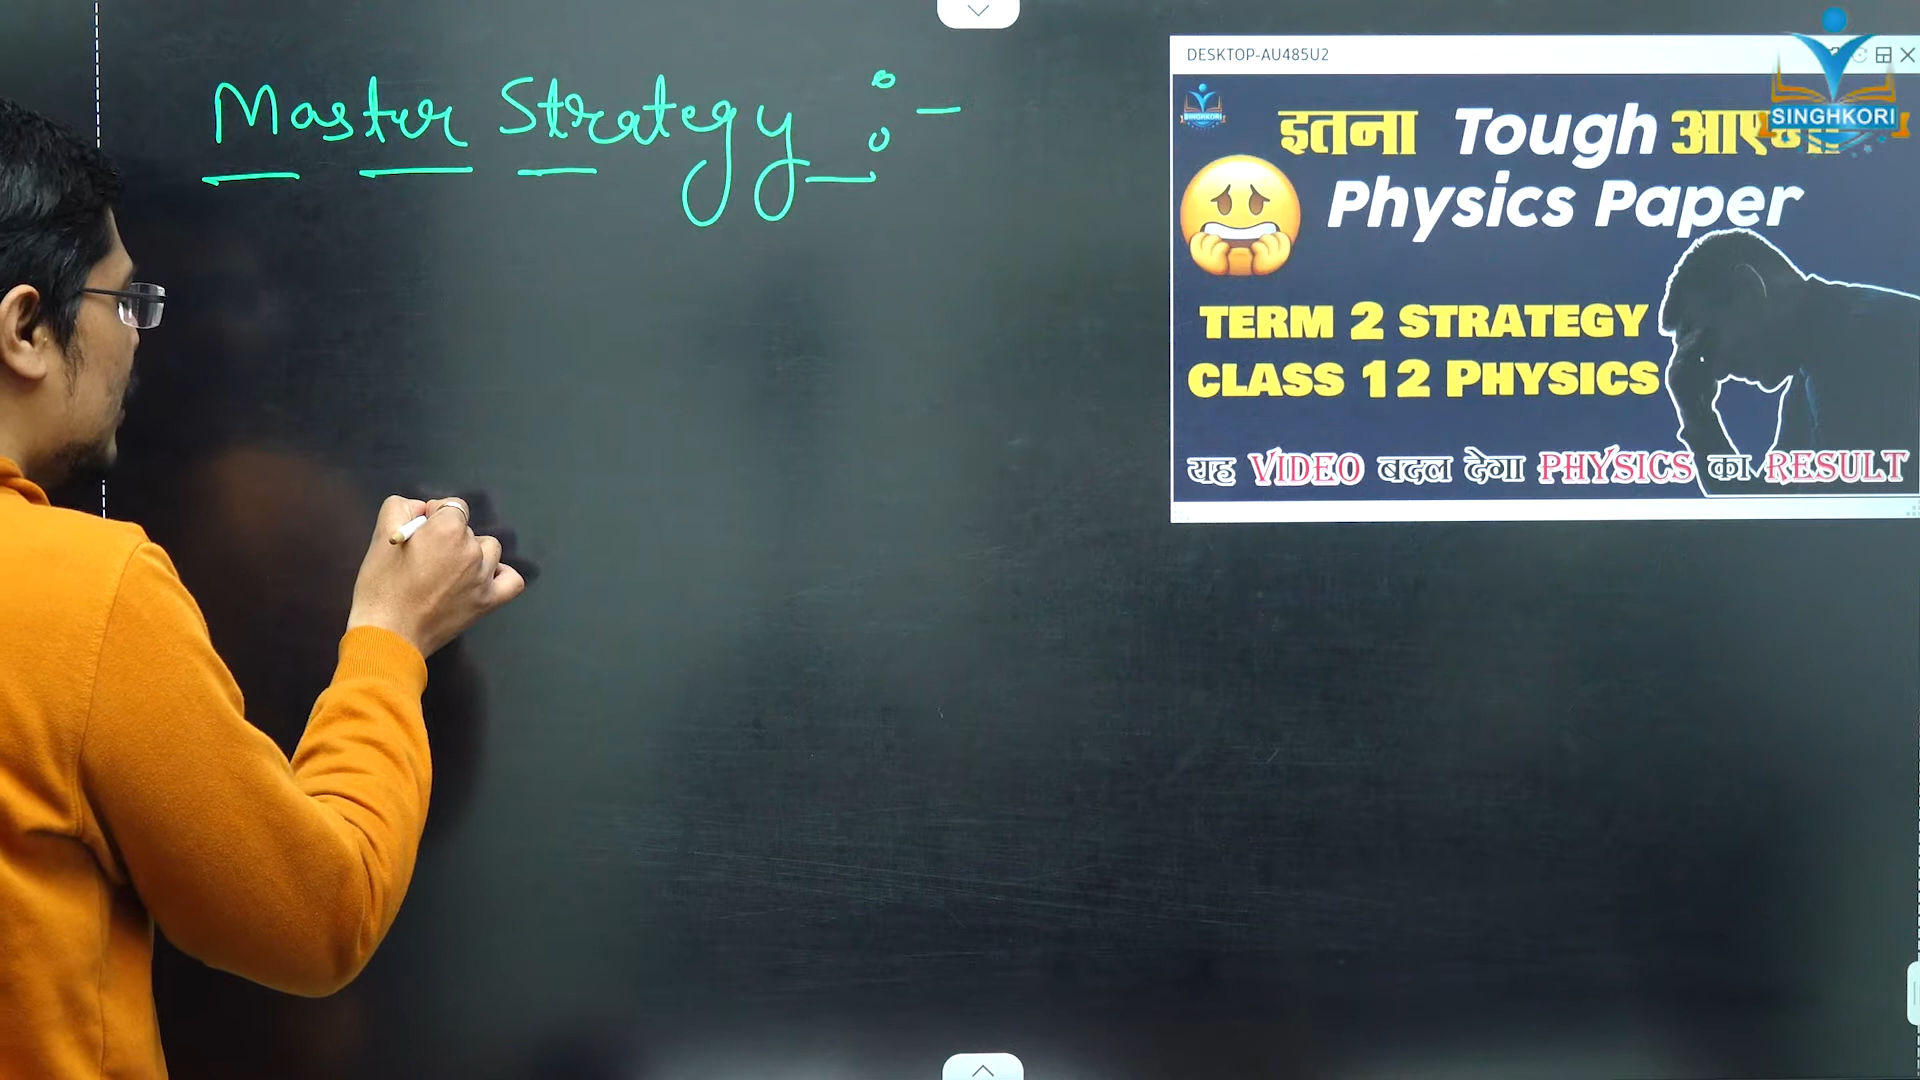 Master Strategy :-
DESKTOP-AU485U2
SINGHKORI
SINGHKORI
इतना Tough
Physics Paper
TERM 2 STRATEGY
CLASS 12 PHYSICS
यह VIDEO बदल देगा PHYSICS का RESULT